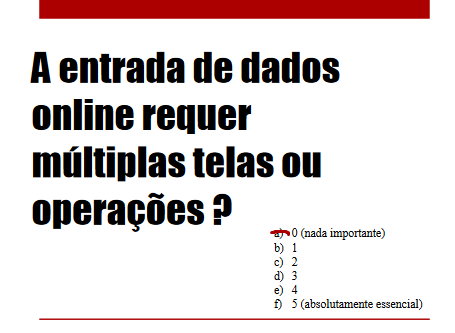 A entrada de dados
online requer
múltiplas telas ou
operações ?
a) 0 (nada importante)
b) 1
c) 2
d) 3
e) 4
f) 5 (absolutamente essencial)